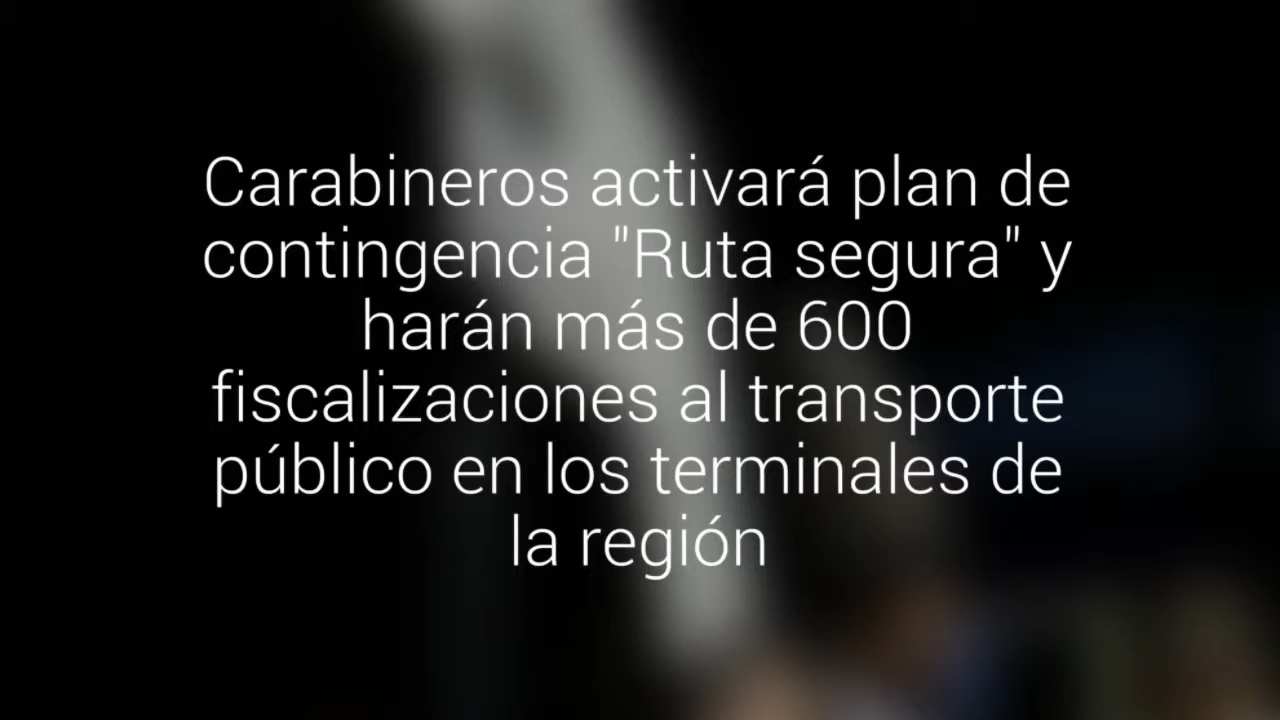 Carabineros activará plan de
contingencia "Ruta segura" y
harán más de 600
fiscalizaciones al transporte
público en los terminales de
la región